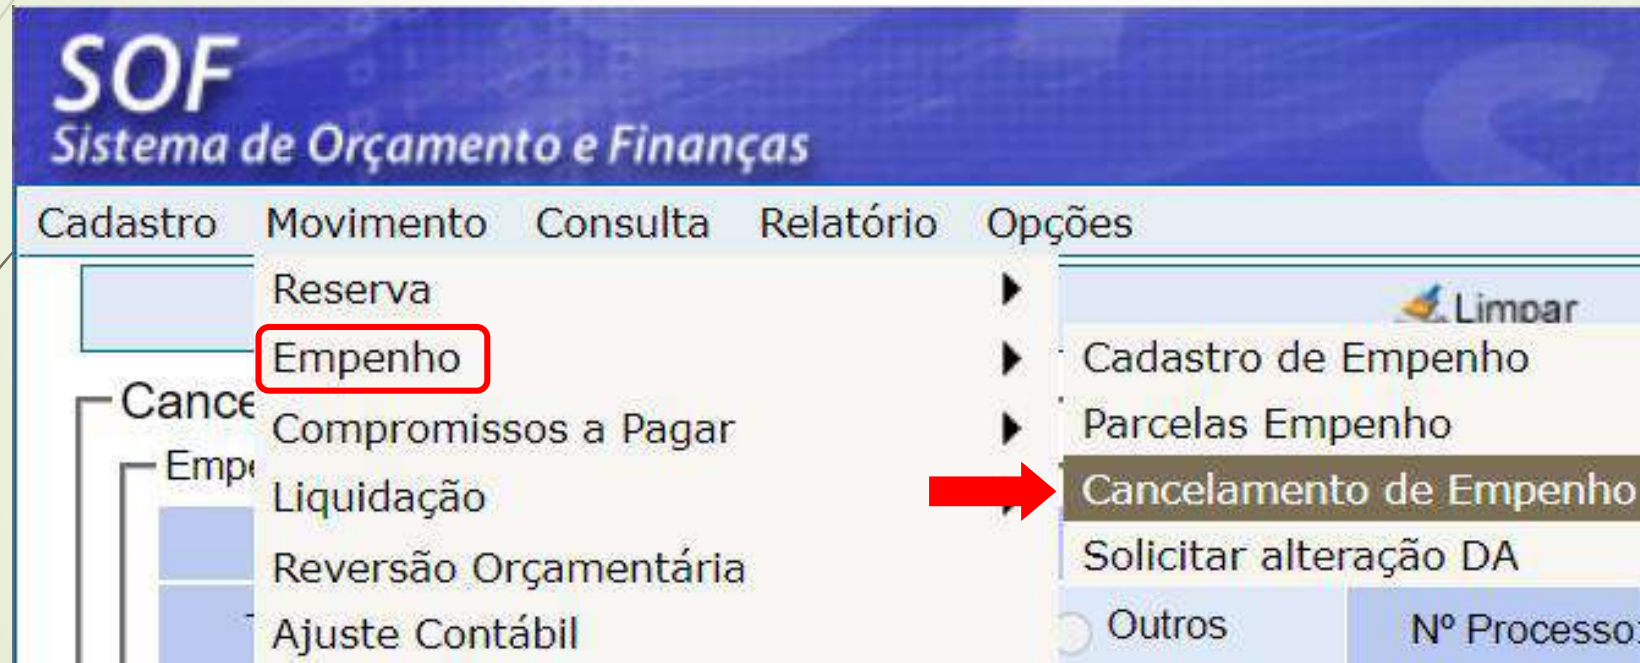 SOF
Sistema de Orçamento e Finanças
Cadastro Movimento Consulta Relatório Opções
Reserva
Limpar
Empenho
Cadastro de Empenho
Compromissos a Pagar
Parcelas Empenho
Liquidação
Cancelamento de Empenho
Reversão Orçamentária
Solicitar alteração DA
Ajuste Contábil
Outros
Nº Processo: